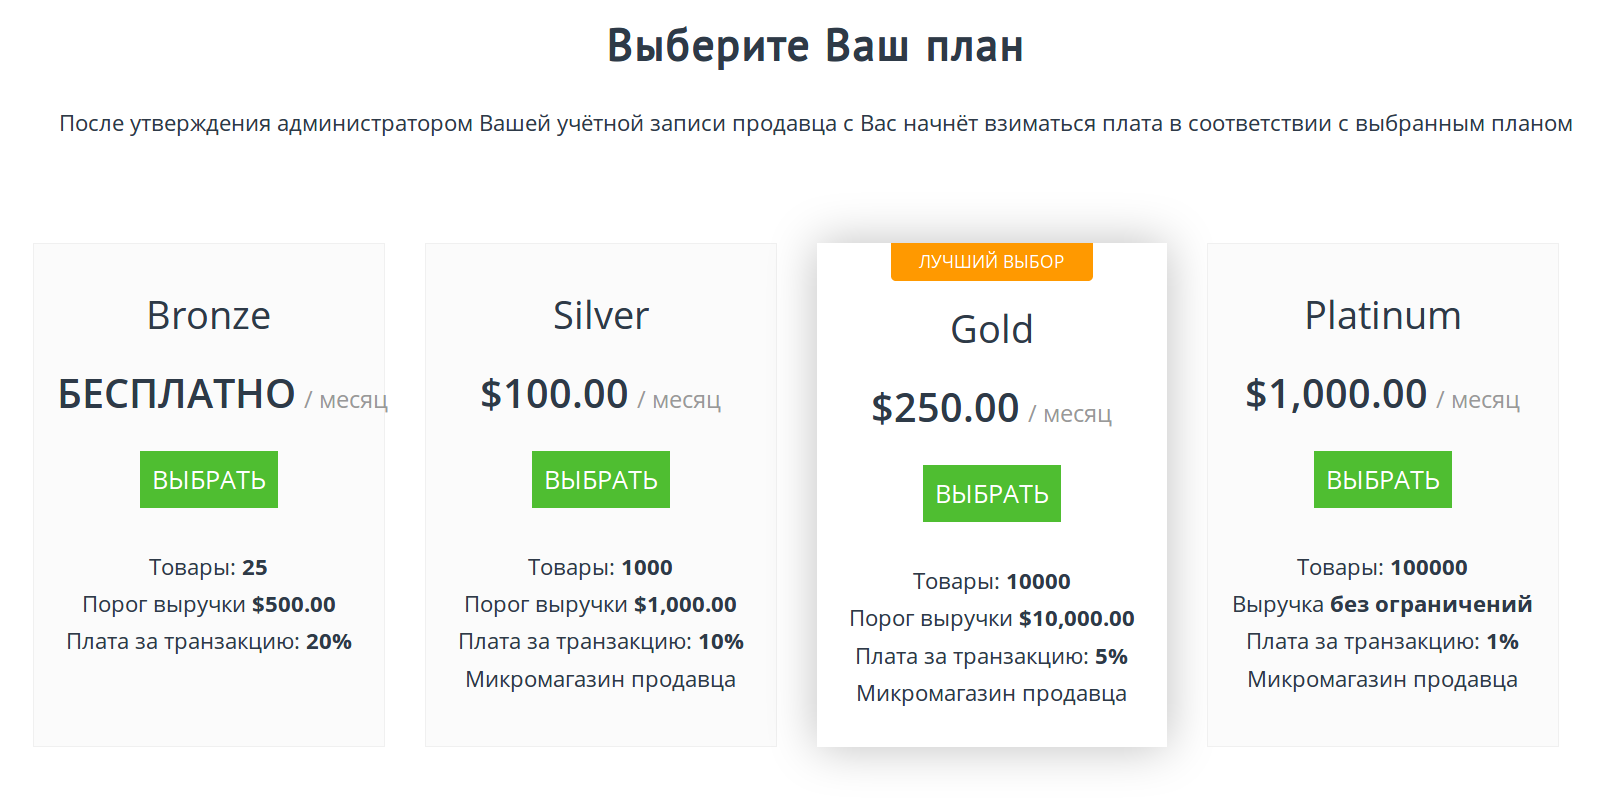 Выберите Ваш план
После утверждения администратором Вашей учётной записи продавца с Вас начнёт взиматься плата в соответствии с выбранным планом
Bronze
БЕСПЛАТНО / месяц
ВЫБРАТЬ
Товары: 25
Порог выручки $500.00
Плата за транзакцию: 20%
Silver
$100.00 / месяц
ВЫБРАТЬ
Товары: 1000
Порог выручки $1,000.00
Плата за транзакцию: 10%
Микромагазин продавца
ЛУЧШИЙ ВЫБОР
Gold
$250.00 / месяц
ВЫБРАТЬ
Товары: 10000
Порог выручки $10,000.00
Плата за транзакцию: 5%
Микромагазин продавца
Platinum
$1,000.00 / месяц
ВЫБРАТЬ
Товары: 100000
Выручка без ограничений
Плата за транзакцию: 1%
Микромагазин продавца